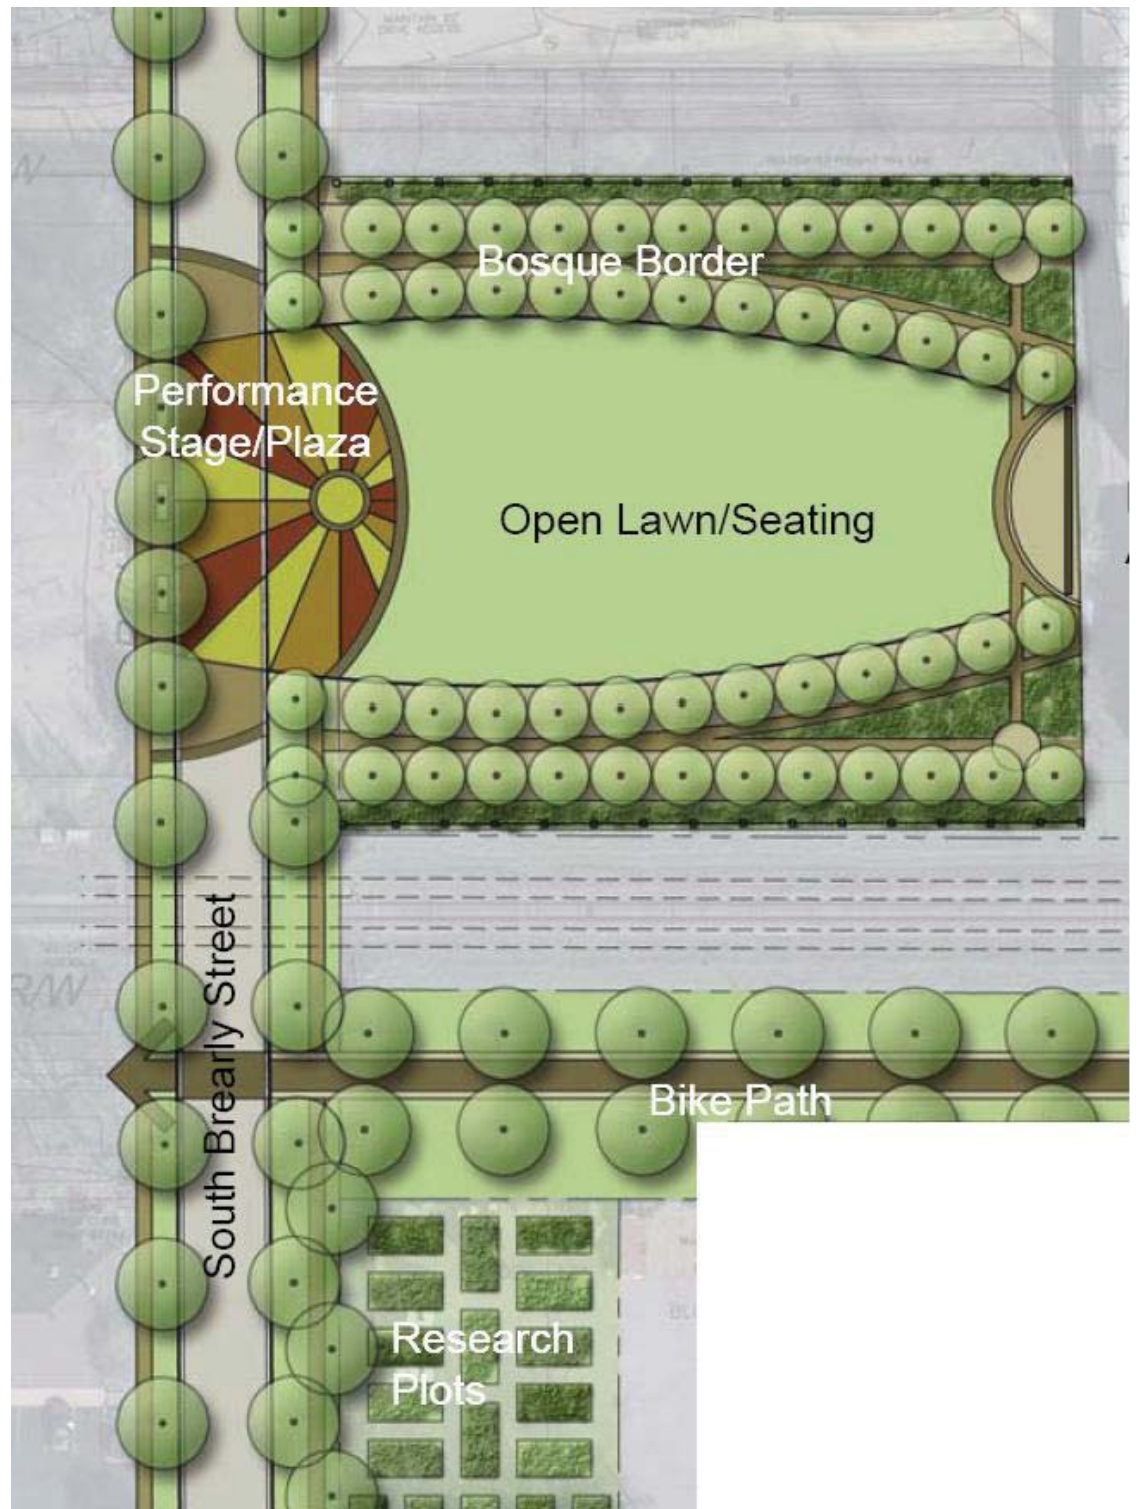 Bosque Border
Performance
Stage/Plaza
Open Lawn/Seating
South Brearly Street
Bike Path
Research
Plots
R/W